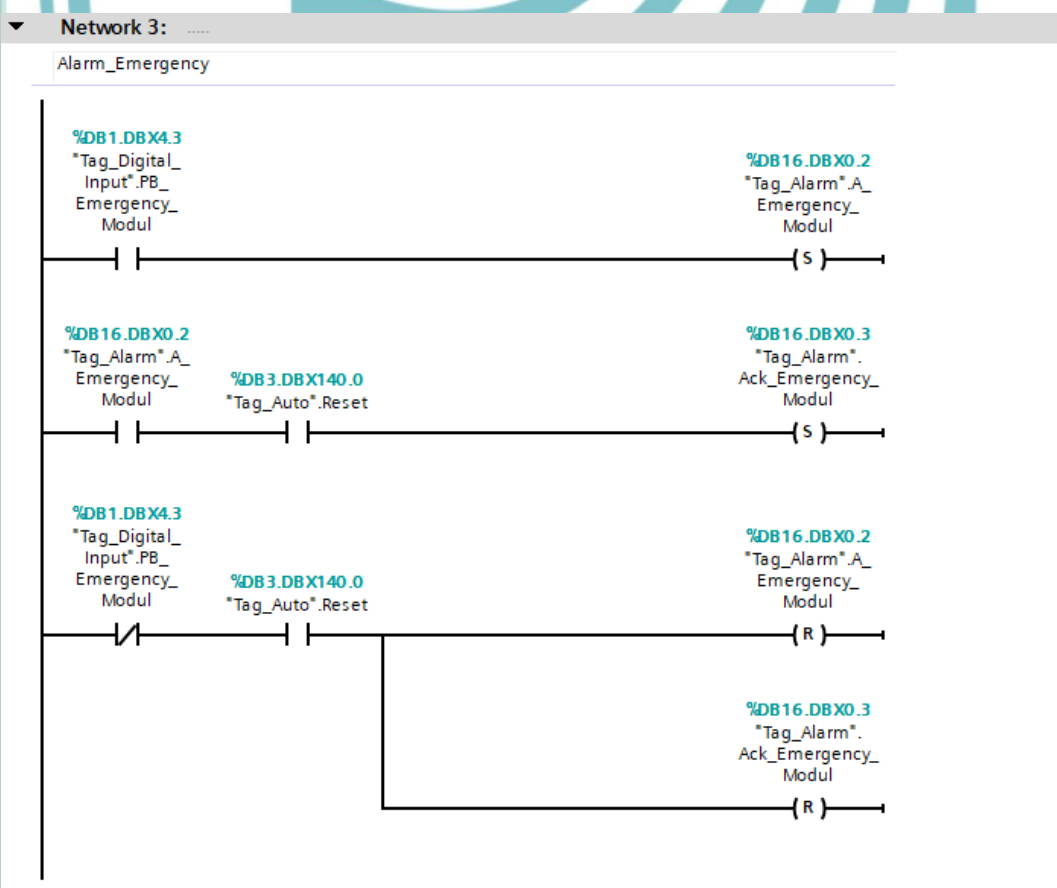 Network 3: .....
Alarm_Emergency
%DB1.DBX4.3
"Tag_Digital_
Input".PB_
Emergency_
Modul
%DB16.DBX0.2
"Tag_Alarm".A_
Emergency_
Modul
( S )
%DB16.DBX0.2
"Tag_Alarm".A_
Emergency_
Modul
%DB3.DBX140.0
"Tag_Auto".Reset
%DB16.DBX0.3
"Tag_Alarm".
Ack_Emergency_
Modul
( S )
%DB1.DBX4.3
"Tag_Digital_
Input".PB_
Emergency_
Modul
%DB3.DBX140.0
"Tag_Auto".Reset
%DB16.DBX0.2
"Tag_Alarm".A_
Emergency_
Modul
( R )
%DB16.DBX0.3
"Tag_Alarm".
Ack_Emergency_
Modul
( R )